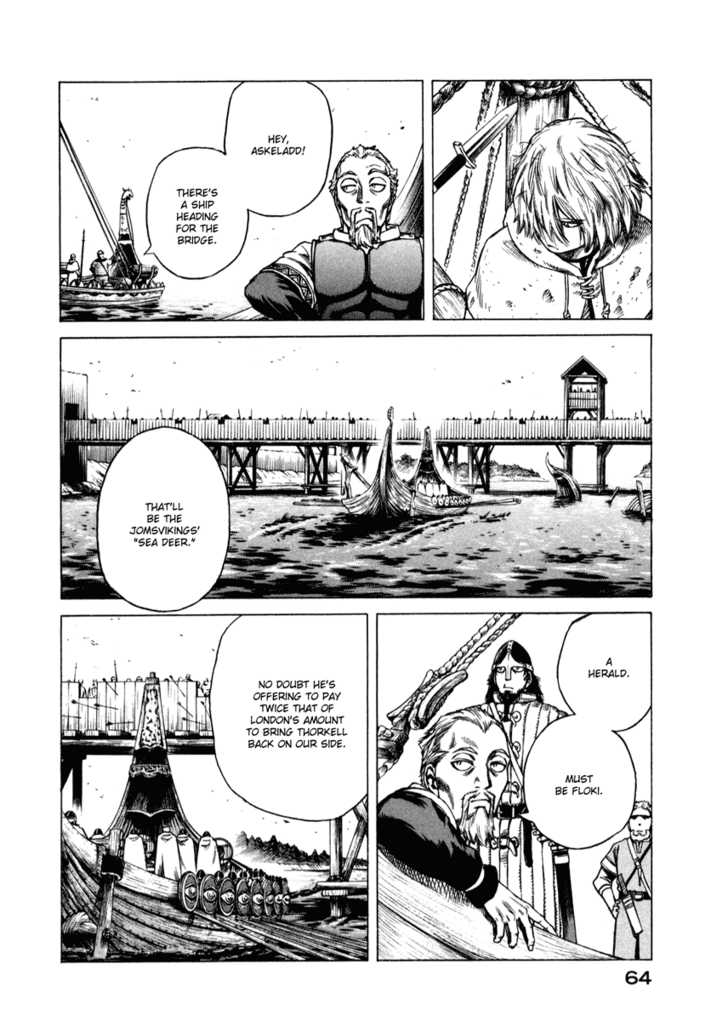 HEY,
ASKELADD!
THERE'S
A SHIP
HEADING
FOR THE
BRIDGE.
THAT'LL
BE THE
JOMSVIKINGS'
"SEA DEER."
A
HERALD.
MUST
BE FLOKI.
NO DOUBT HE'S
OFFERING TO PAY
TWICE THAT OF
LONDON'S AMOUNT
TO BRING THORKELL
BACK ON OUR SIDE.
64